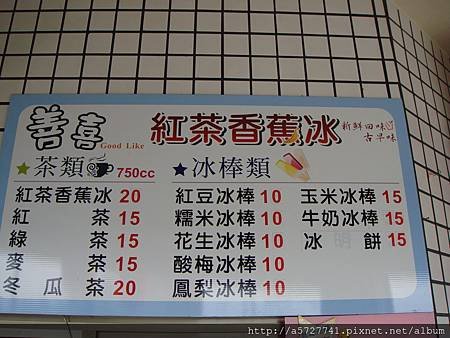 善喜 Good Like
紅茶香蕉冰
新鮮回味
古早味
茶類 750cc
紅茶香蕉冰 20
紅茶 15
綠茶 15
麥茶 15
冬瓜茶 20
冰棒類
紅豆冰棒 10
糯米冰棒 10
花生冰棒 10
酸梅冰棒 10
鳳梨冰棒 10
玉米冰棒 15
牛奶冰棒 15
冰 餅 15
http://a5727741.pixnet.net/album